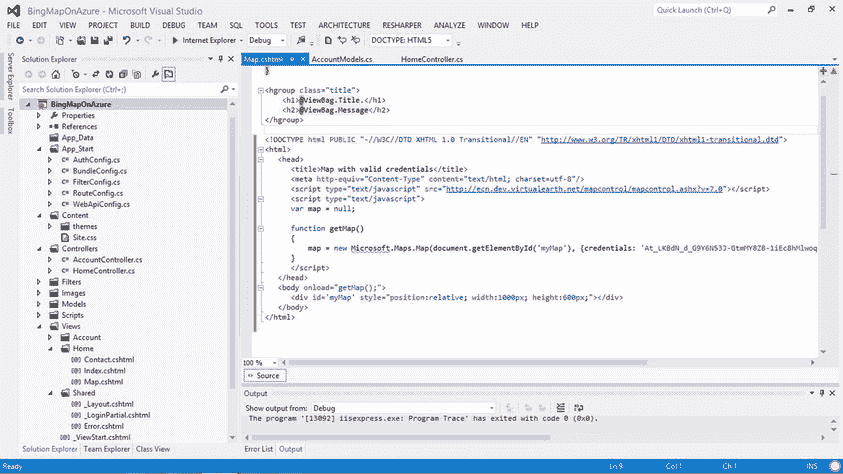 BingMapOnAzure - Microsoft Visual Studio
Quick Launch (Ctrl+Q)
FILE EDIT VIEW PROJECT BUILD DEBUG TEAM SQL TOOLS TEST ARCHITECTURE RESHARPER ANALYZE WINDOW HELP
Internet Explorer Debug DOCTYPE: HTML5
Server Explorer
Toolbox
Solution Explorer
Search Solution Explorer (Ctrl+;)
BingMapOnAzure
Properties
References
App_Data
App_Start
AuthConfig.cs
BundleConfig.cs
FilterConfig.cs
RouteConfig.cs
WebApiConfig.cs
Content
themes
Site.css
Controllers
AccountController.cs
HomeController.cs
Filters
Images
Models
Scripts
Views
Account
Home
Contact.cshtml
Index.cshtml
Map.cshtml
Shared
_Layout.cshtml
_LoginPartial.cshtml
Error.cshtml
_ViewStart.cshtml
Solution Explorer Team Explorer Class View
Map.cshtml AccountModels.cs HomeController.cs
}
<hgroup class="title">
<h1>@ViewBag.Title.</h1>
<h2>@ViewBag.Message</h2>
</hgroup>
<!DOCTYPE html PUBLIC "-//W3C//DTD XHTML 1.0 Transitional//EN" "http://www.w3.org/TR/xhtml1/DTD/xhtml1-transitional.dtd">
<html>
<head>
<title>Map with valid credentials</title>
<meta http-equiv="Content-Type" content="text/html; charset=utf-8"/>
<script type="text/javascript" src="http://ecn.dev.virtualearth.net/mapcontrol/mapcontrol.ashx?v=7.0"></script>
<script type="text/javascript">
var map = null;
function getMap()
{
map = new Microsoft.Maps.Map(document.getElementById('myMap'), {credentials:
}
</script>
</head>
<body onload="getMap();">
<div id='myMap' style="position:relative; width:1000px; height:600px;"></div>
</body>
</html>
100 %
Source
Output
Show output from: Debug
The program '[13092] iisexpress.exe: Program Trace' has exited with code 0 (0x0).
Error List Output
Ready Ln 9 Col 1 Ch 1 INS